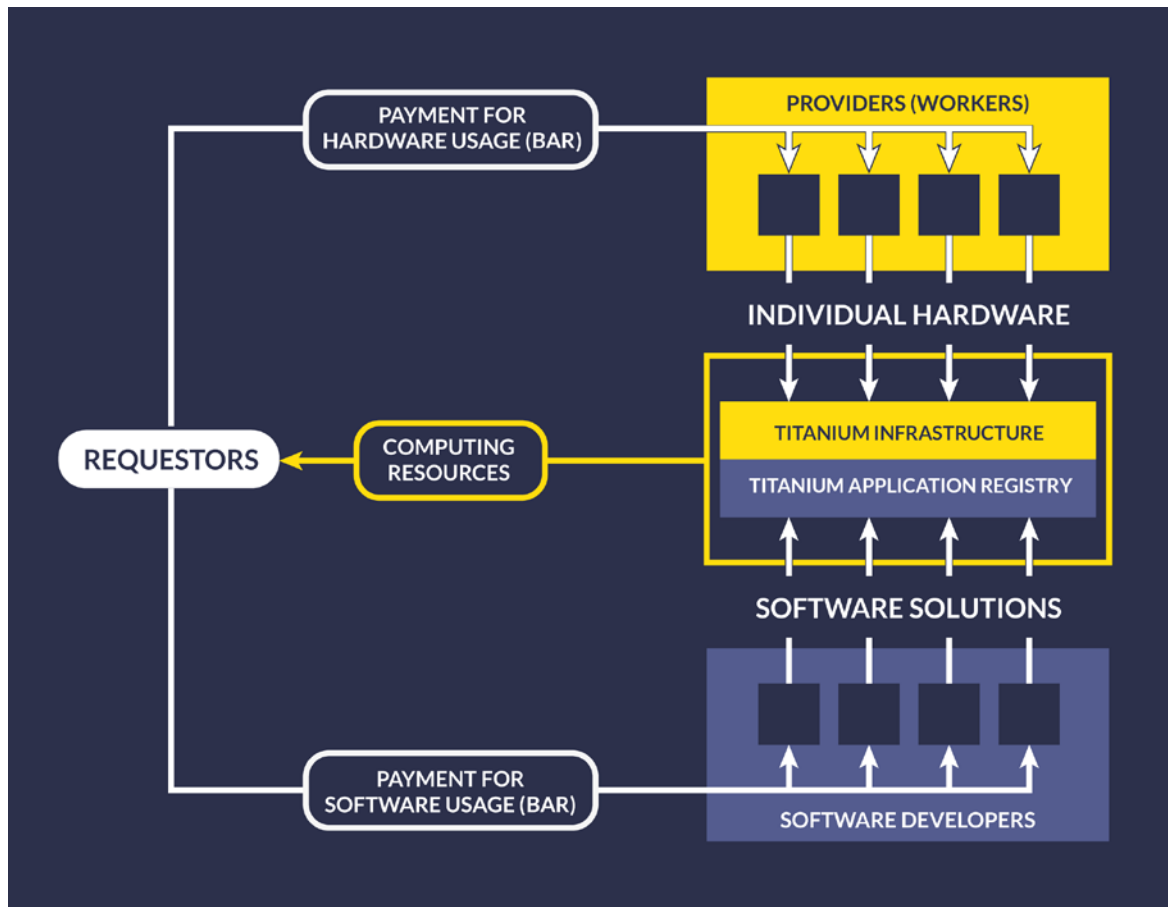 PAYMENT FOR
HARDWARE USAGE (BAR)
PROVIDERS (WORKERS)
INDIVIDUAL HARDWARE
REQUESTORS
COMPUTING
RESOURCES
TITANIUM INFRASTRUCTURE
TITANIUM APPLICATION REGISTRY
SOFTWARE SOLUTIONS
PAYMENT FOR
SOFTWARE USAGE (BAR)
SOFTWARE DEVELOPERS